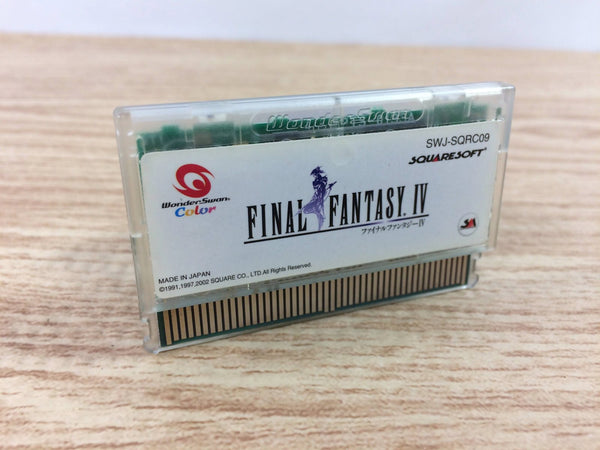 WonderSwan
SWJ-SQRC09
SQUARESOFT
WonderSwan
Color
FINAL FANTASY IV
ファイナルファンタジーIV
SA
MADE IN JAPAN
©1991,1997,2002 SQUARE CO., LTD. All Rights Reserved.